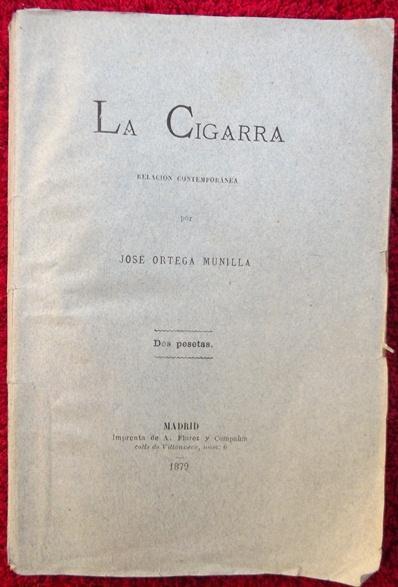 LA CIGARRA
RELACIÓN CONTEMPORÁNEA
por
JOSE ORTEGA MUNILLA
Dos pesetas.
MADRID
Imprenta de A. Florez y Compañía
calle de Villanueva, núm. 6
1879